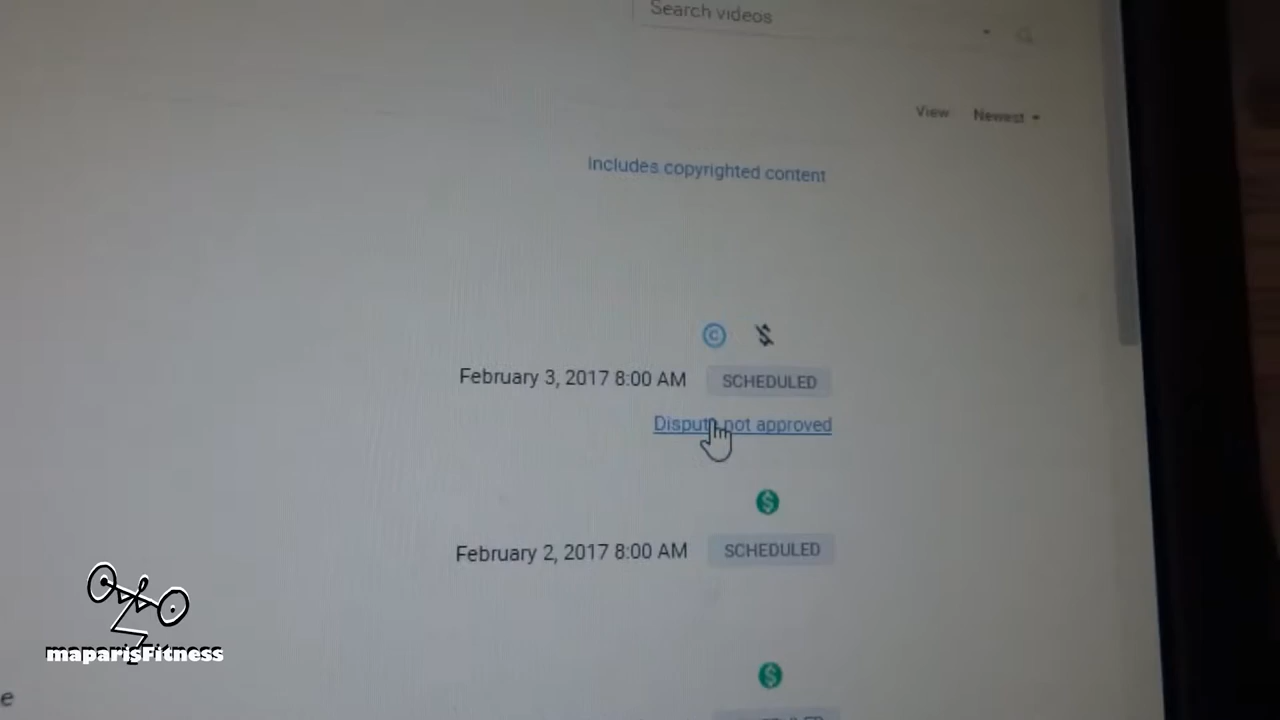 Search videos
View Newest
Includes copyrighted content
February 3, 2017 8:00 AM SCHEDULED
Dispute not approved
February 2, 2017 8:00 AM SCHEDULED
maparisFitness
e